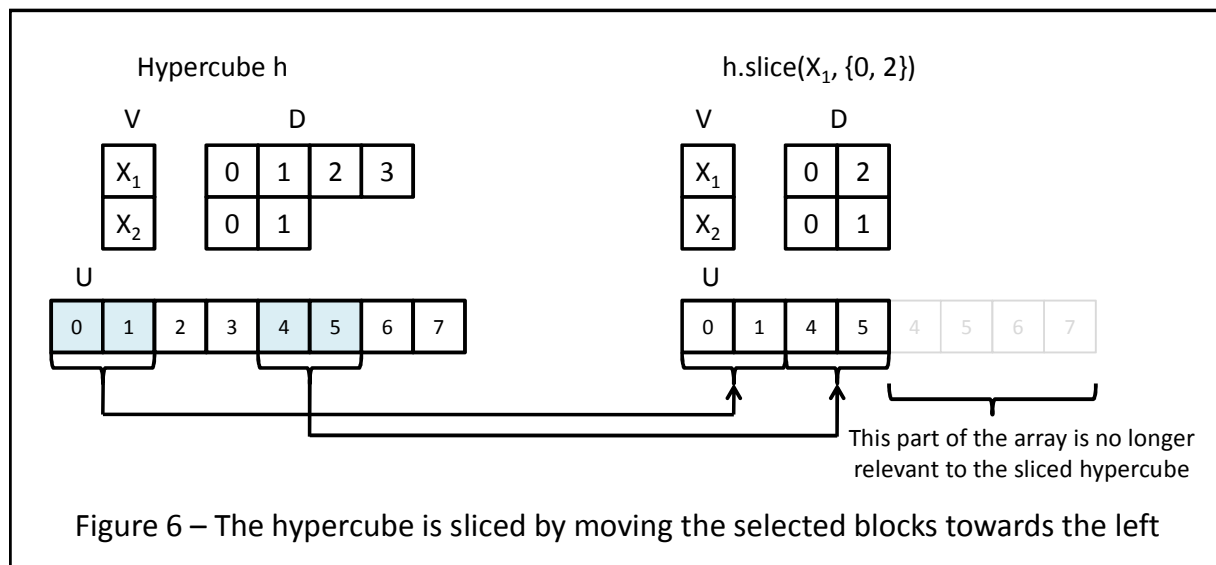 Hypercube h
h.slice(X₁, {0, 2})
V D
X₁ 0 1 2 3
X₂ 0 1
U
0 1 2 3 4 5 6 7
V D
X₁ 0 2
X₂ 0 1
U
0 1 4 5 4 5 6 7
This part of the array is no longer
relevant to the sliced hypercube
Figure 6 – The hypercube is sliced by moving the selected blocks towards the left